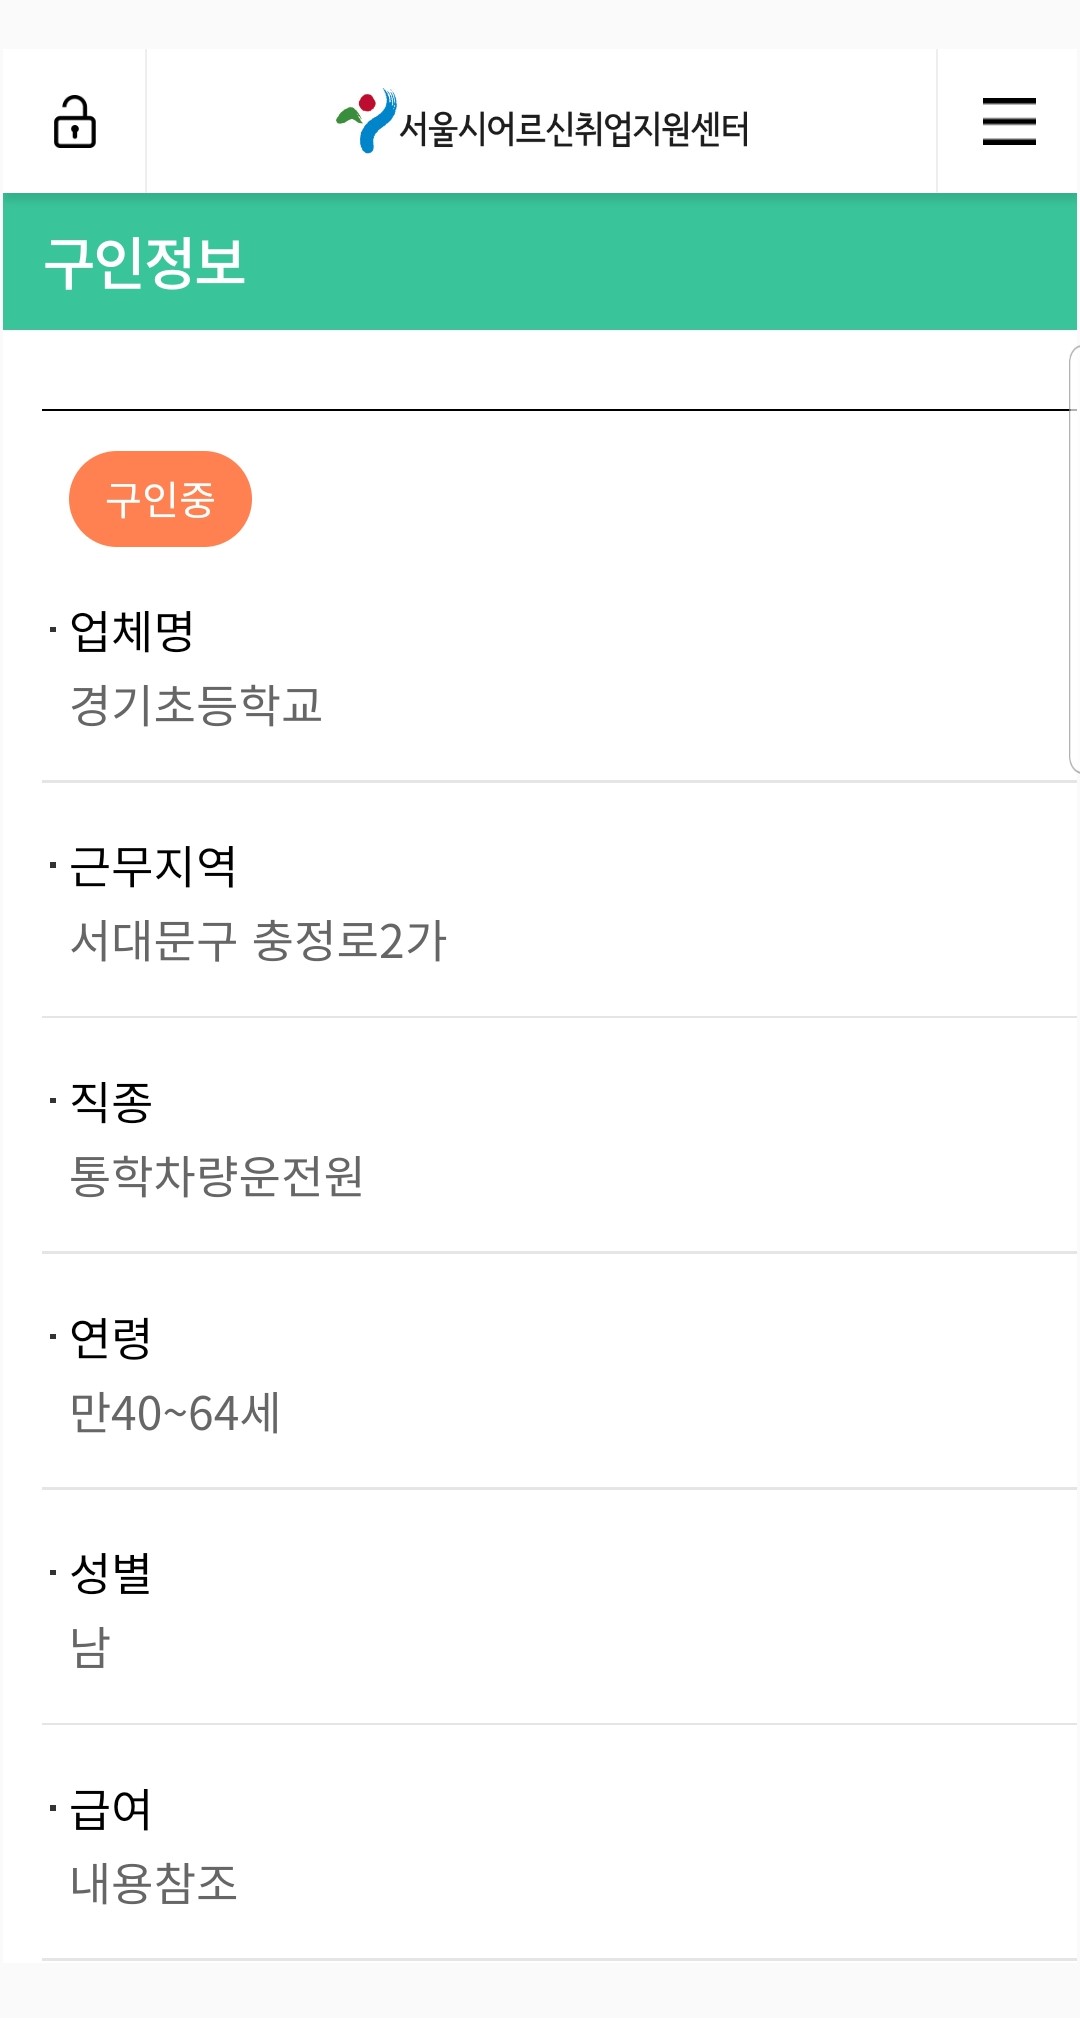 서울시어르신취업지원센터
구인정보
구인중
· 업체명
경기초등학교
· 근무지역
서대문구 충정로2가
· 직종
통학차량운전원
· 연령
만40~64세
· 성별
남
· 급여
내용참조